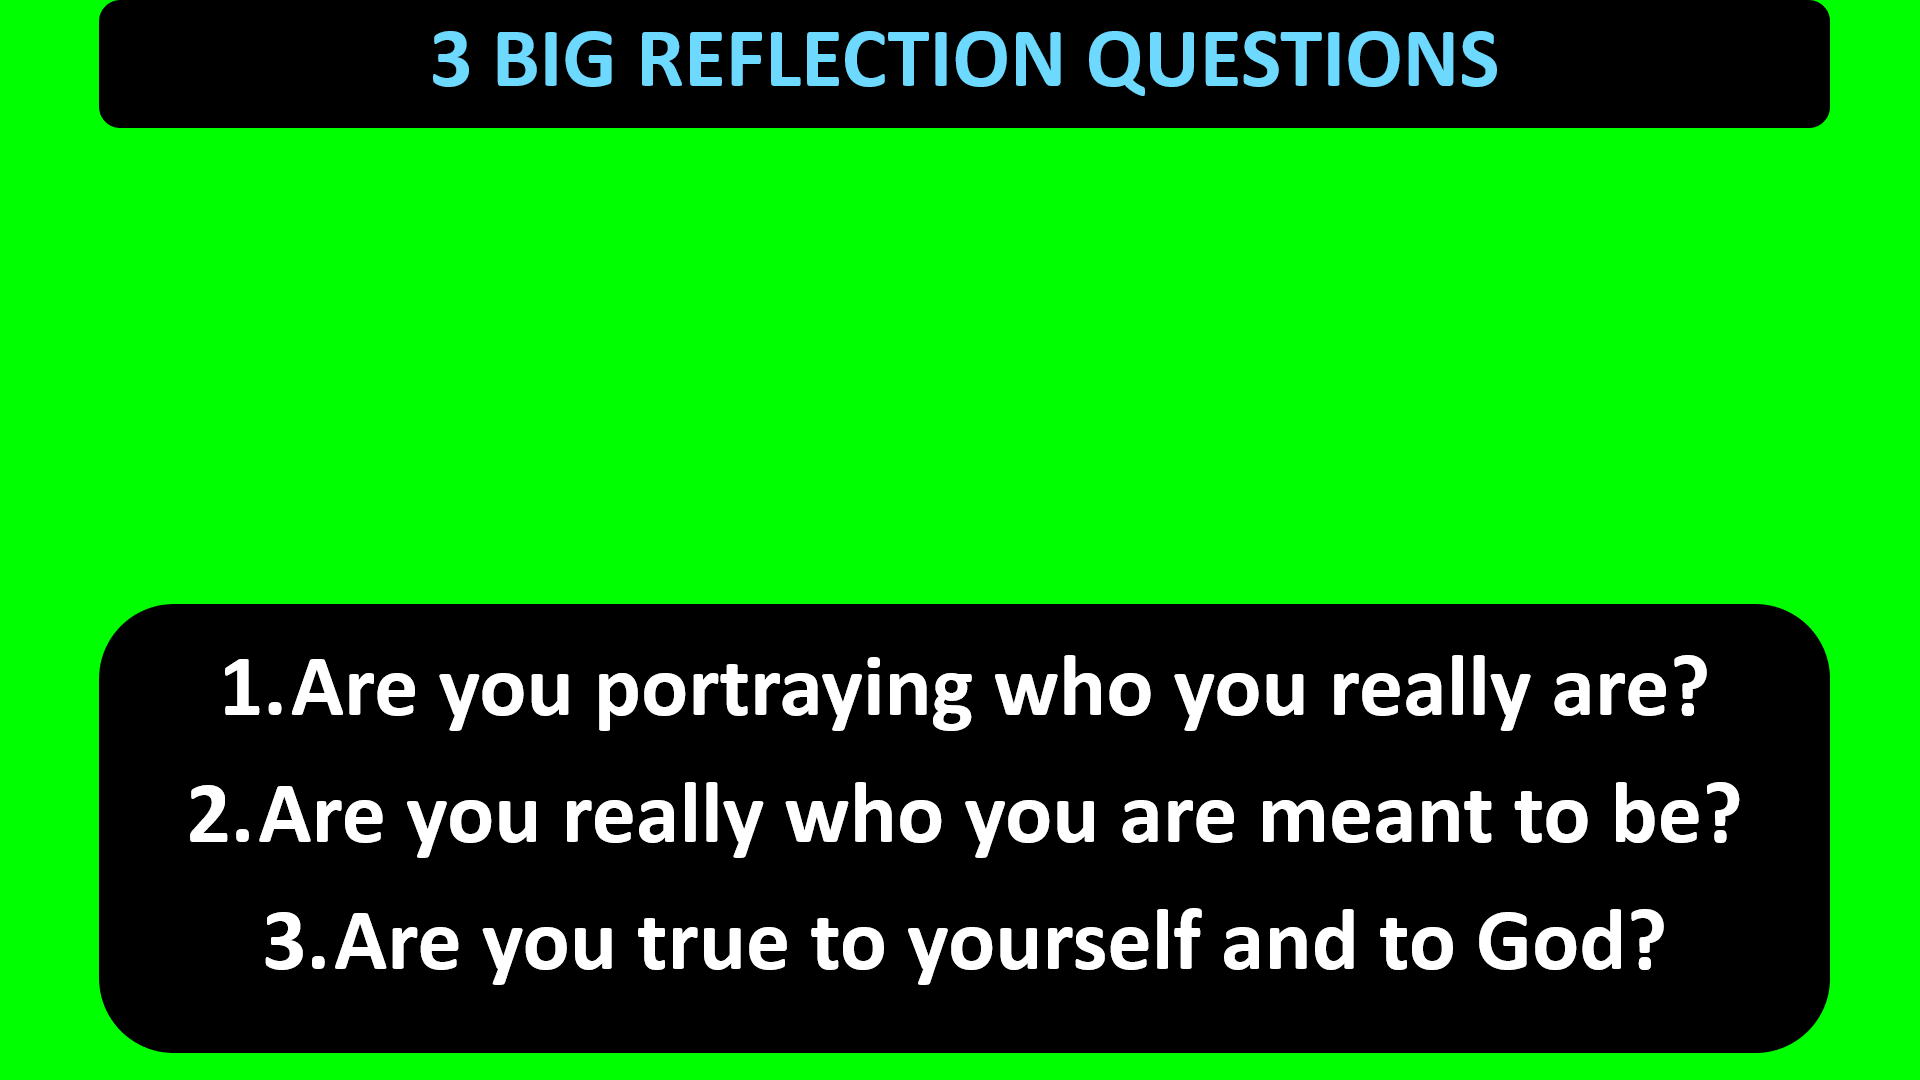 3 BIG REFLECTION QUESTIONS
1. Are you portraying who you really are?
2. Are you really who you are meant to be?
3. Are you true to yourself and to God?